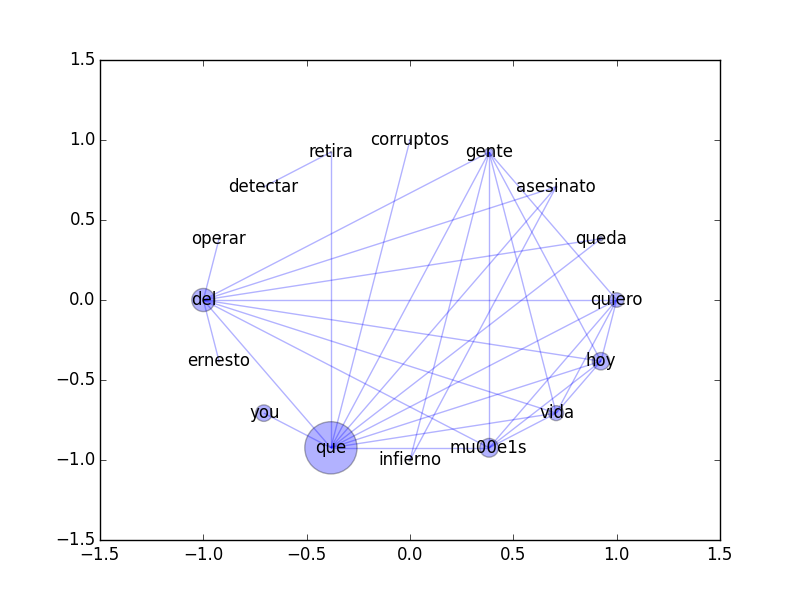 1.5
corruptos
1.0
retira
gente
detectar
asesinato
0.5
operar
queda
0.0
del
quiero
ernesto
hoy
−0.5
you
vida
que
mu00e1s
infierno
−1.0
−1.5
−1.5 −1.0 −0.5 0.0 0.5 1.0 1.5